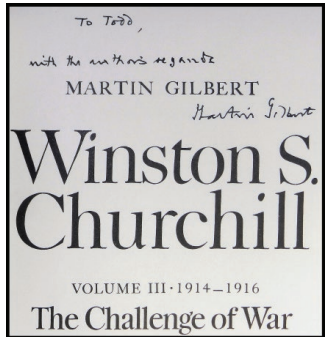 To Todd,
with the author's regards
MARTIN GILBERT
Martin Gilbert
Winston S.
Churchill
VOLUME III · 1914–1916
The Challenge of War